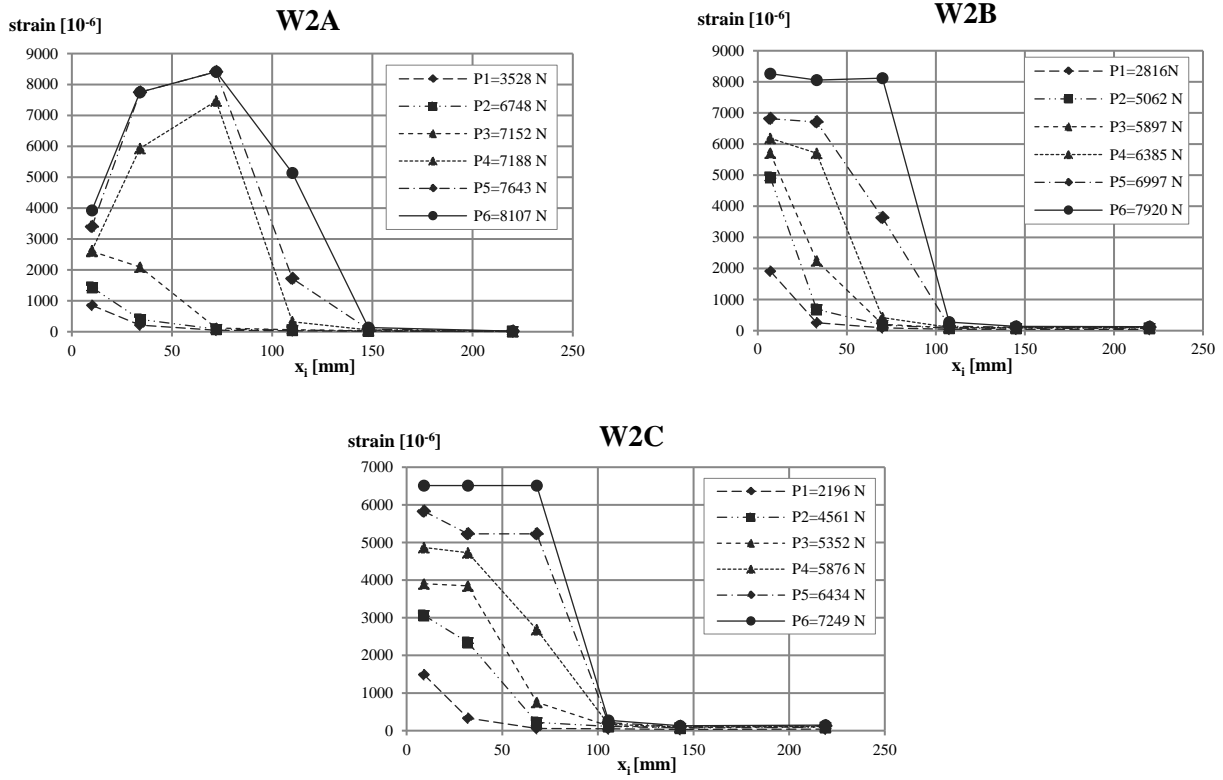 W2A
strain [10⁻⁶]
9000
8000
7000
6000
5000
4000
3000
2000
1000
0
0 50 100 150 200 250
xᵢ [mm]
P1=3528 N
P2=6748 N
P3=7152 N
P4=7188 N
P5=7643 N
P6=8107 N
W2B
strain [10⁻⁶]
9000
8000
7000
6000
5000
4000
3000
2000
1000
0
0 50 100 150 200 250
xᵢ [mm]
P1=2816N
P2=5062 N
P3=5897 N
P4=6385 N
P5=6997 N
P6=7920 N
W2C
strain [10⁻⁶]
7000
6000
5000
4000
3000
2000
1000
0
0 50 100 150 200 250
xᵢ [mm]
P1=2196 N
P2=4561 N
P3=5352 N
P4=5876 N
P5=6434 N
P6=7249 N